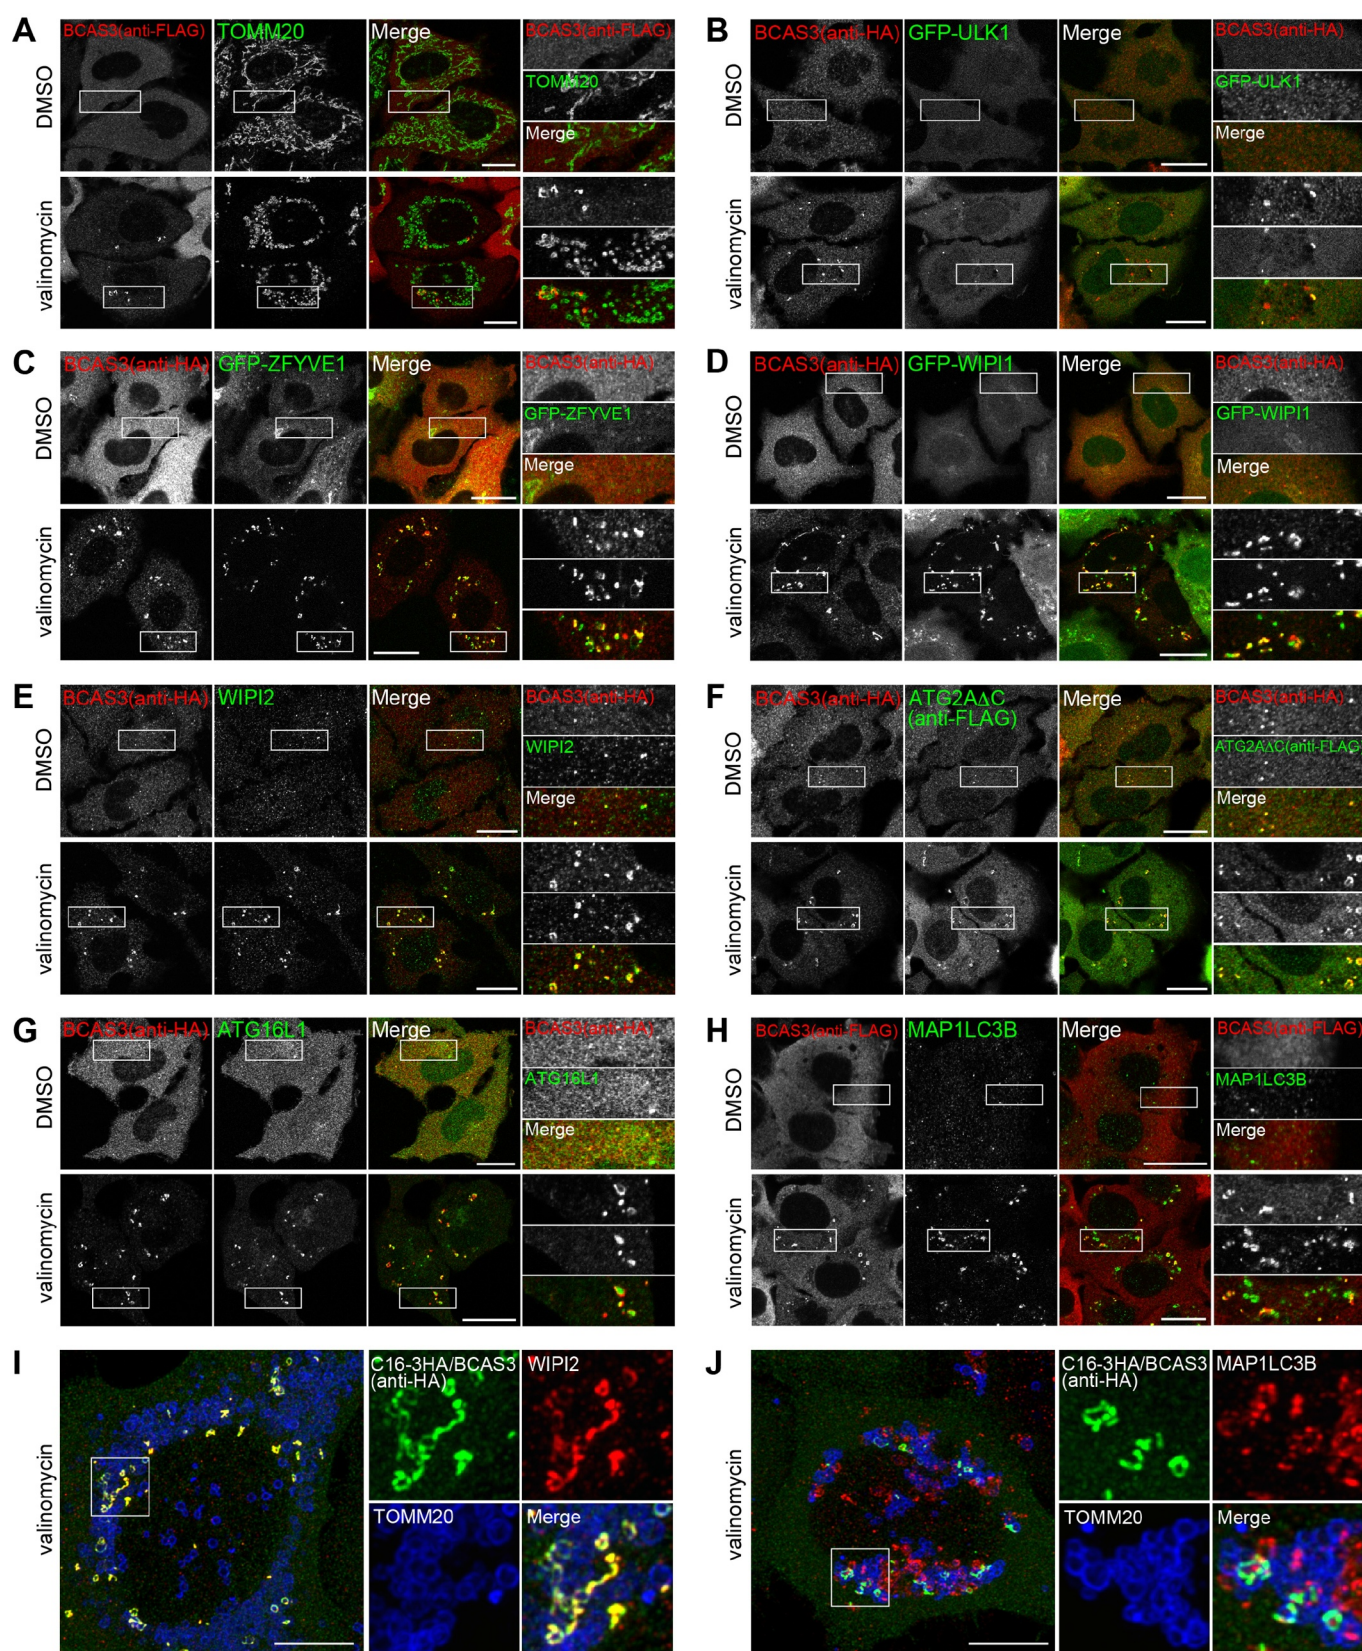 A
BCAS3(anti-FLAG)
TOMM20
Merge
BCAS3(anti-FLAG)
DMSO
TOMM20
Merge
valinomycin
B
BCAS3(anti-HA)
GFP-ULK1
Merge
BCAS3(anti-HA)
DMSO
GFP-ULK1
Merge
valinomycin
C
BCAS3(anti-HA)
GFP-ZFYVE1
Merge
BCAS3(anti-HA)
DMSO
GFP-ZFYVE1
Merge
valinomycin
D
BCAS3(anti-HA)
GFP-WIPI1
Merge
BCAS3(anti-HA)
DMSO
GFP-WIPI1
Merge
valinomycin
E
BCAS3(anti-HA)
WIPI2
Merge
BCAS3(anti-HA)
DMSO
WIPI2
Merge
valinomycin
F
BCAS3(anti-HA)
ATG2AΔC
(anti-FLAG)
Merge
BCAS3(anti-HA)
DMSO
ATG2AΔC(anti-FLAG
Merge
valinomycin
G
BCAS3(anti-HA)
ATG16L1
Merge
BCAS3(anti-HA)
DMSO
ATG16L1
Merge
valinomycin
H
BCAS3(anti-FLAG)
MAP1LC3B
Merge
BCAS3(anti-FLAG)
DMSO
MAP1LC3B
Merge
valinomycin
I
C16-3HA/BCAS3
(anti-HA)
WIPI2
valinomycin
TOMM20
Merge
J
C16-3HA/BCAS3
(anti-HA)
MAP1LC3B
valinomycin
TOMM20
Merge